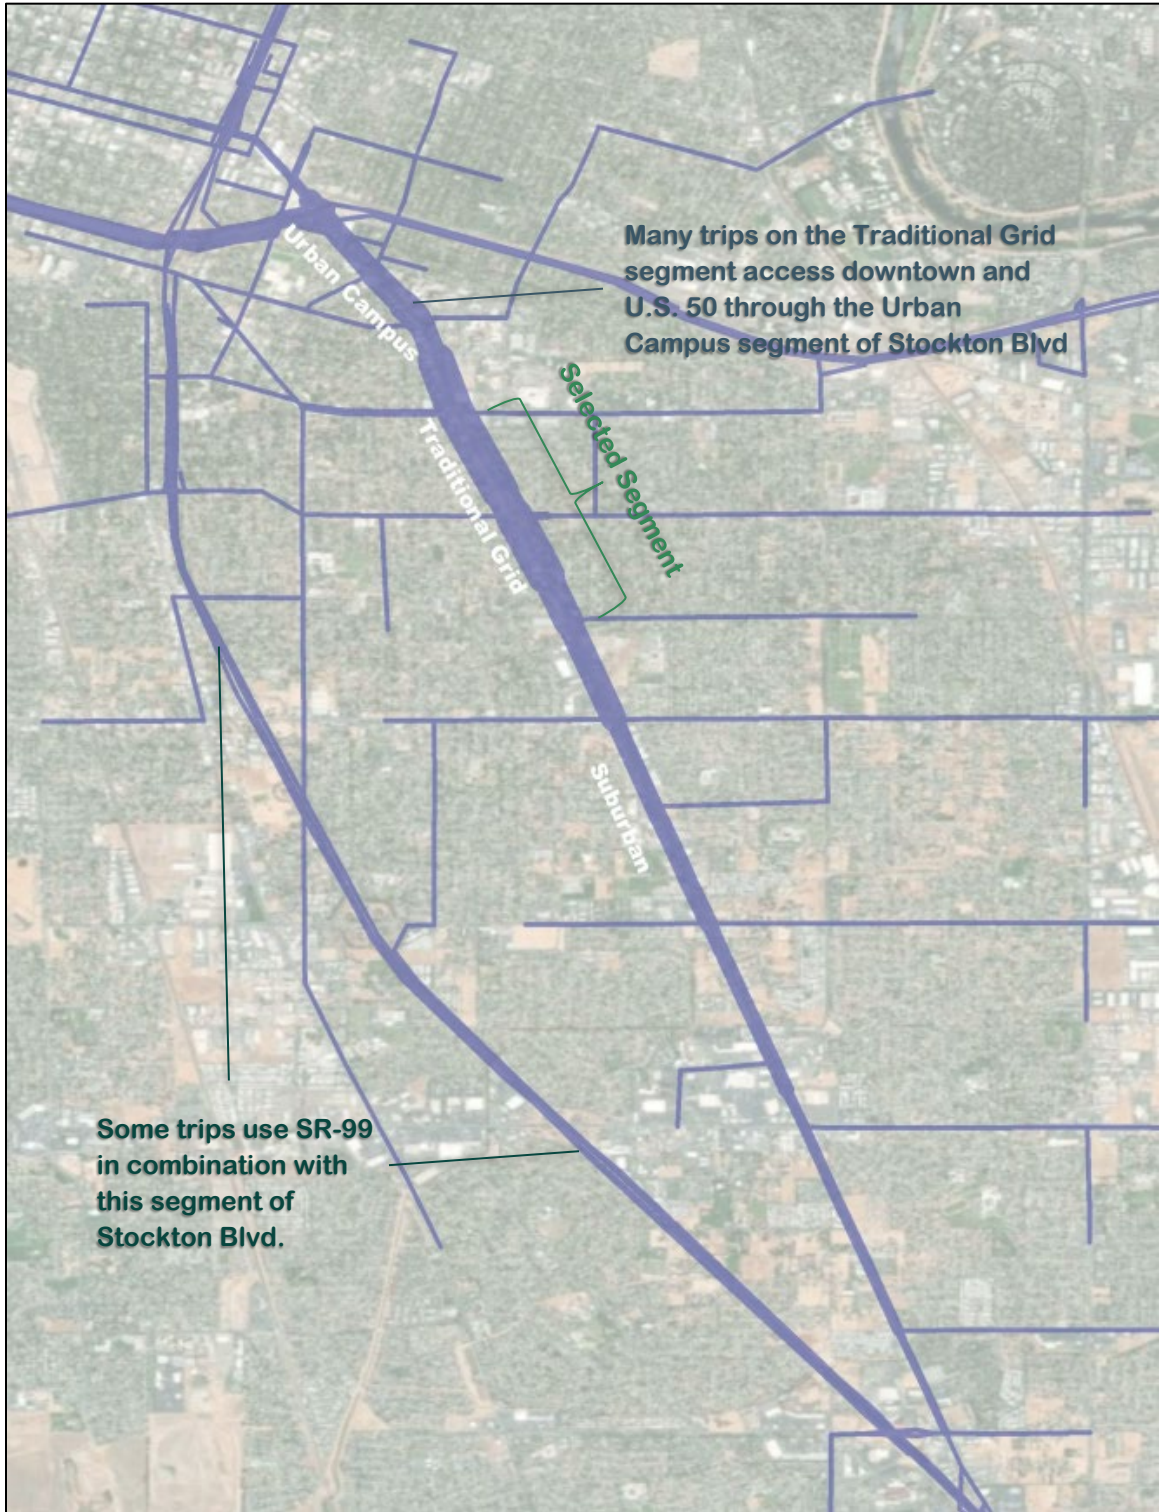 Many trips on the Traditional Grid
segment access downtown and
U.S. 50 through the Urban
Campus segment of Stockton Blvd
Urban Campus
Selected Segment
Traditional Grid
Suburban
Some trips use SR-99
in combination with
this segment of
Stockton Blvd.